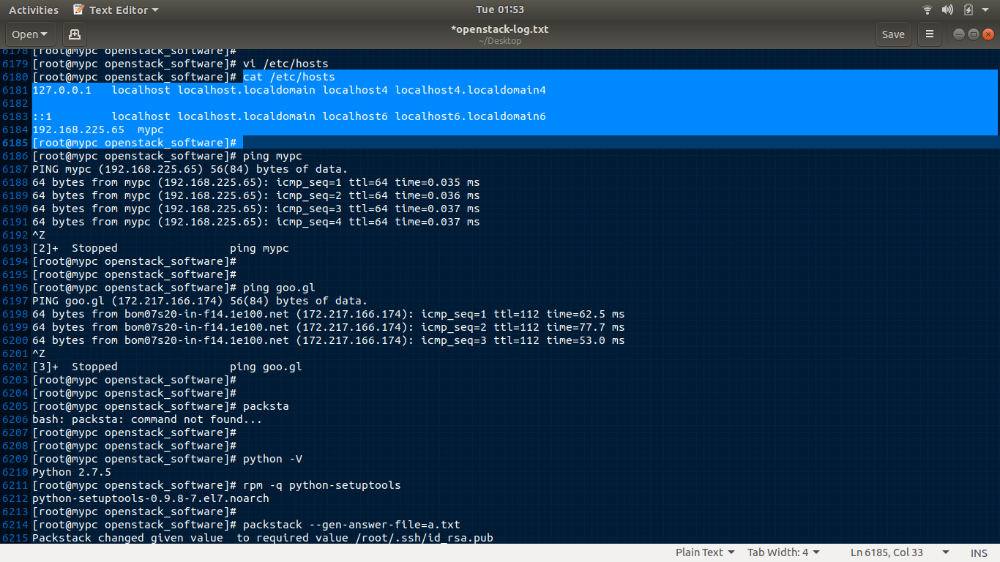 Activities Text Editor Tue 01:53
Open *openstack-log.txt Save
~/Desktop
6178 [root@mypc openstack_software]#
6179 [root@mypc openstack_software]# vi /etc/hosts
6180 [root@mypc openstack_software]# cat /etc/hosts
6181 127.0.0.1   localhost localhost.localdomain localhost4 localhost4.localdomain4
6182
6183 ::1         localhost localhost.localdomain localhost6 localhost6.localdomain6
6184 192.168.225.65  mypc
6185 [root@mypc openstack_software]#
6186 [root@mypc openstack_software]# ping mypc
6187 PING mypc (192.168.225.65) 56(84) bytes of data.
6188 64 bytes from mypc (192.168.225.65): icmp_seq=1 ttl=64 time=0.035 ms
6189 64 bytes from mypc (192.168.225.65): icmp_seq=2 ttl=64 time=0.036 ms
6190 64 bytes from mypc (192.168.225.65): icmp_seq=3 ttl=64 time=0.037 ms
6191 64 bytes from mypc (192.168.225.65): icmp_seq=4 ttl=64 time=0.037 ms
6192 ^Z
6193 [2]+  Stopped                 ping mypc
6194 [root@mypc openstack_software]#
6195 [root@mypc openstack_software]#
6196 [root@mypc openstack_software]# ping goo.gl
6197 PING goo.gl (172.217.166.174) 56(84) bytes of data.
6198 64 bytes from bom07s20-in-f14.1e100.net (172.217.166.174): icmp_seq=1 ttl=112 time=62.5 ms
6199 64 bytes from bom07s20-in-f14.1e100.net (172.217.166.174): icmp_seq=2 ttl=112 time=77.7 ms
6200 64 bytes from bom07s20-in-f14.1e100.net (172.217.166.174): icmp_seq=3 ttl=112 time=53.0 ms
6201 ^Z
6202 [3]+  Stopped                 ping goo.gl
6203 [root@mypc openstack_software]#
6204 [root@mypc openstack_software]#
6205 [root@mypc openstack_software]# packsta
6206 bash: packsta: command not found...
6207 [root@mypc openstack_software]#
6208 [root@mypc openstack_software]#
6209 [root@mypc openstack_software]# python -V
6210 Python 2.7.5
6211 [root@mypc openstack_software]# rpm -q python-setuptools
6212 python-setuptools-0.9.8-7.el7.noarch
6213 [root@mypc openstack_software]#
6214 [root@mypc openstack_software]# packstack --gen-answer-file=a.txt
6215 Packstack changed given value  to required value /root/.ssh/id_rsa.pub
Plain Text Tab Width: 4 Ln 6185, Col 33 INS